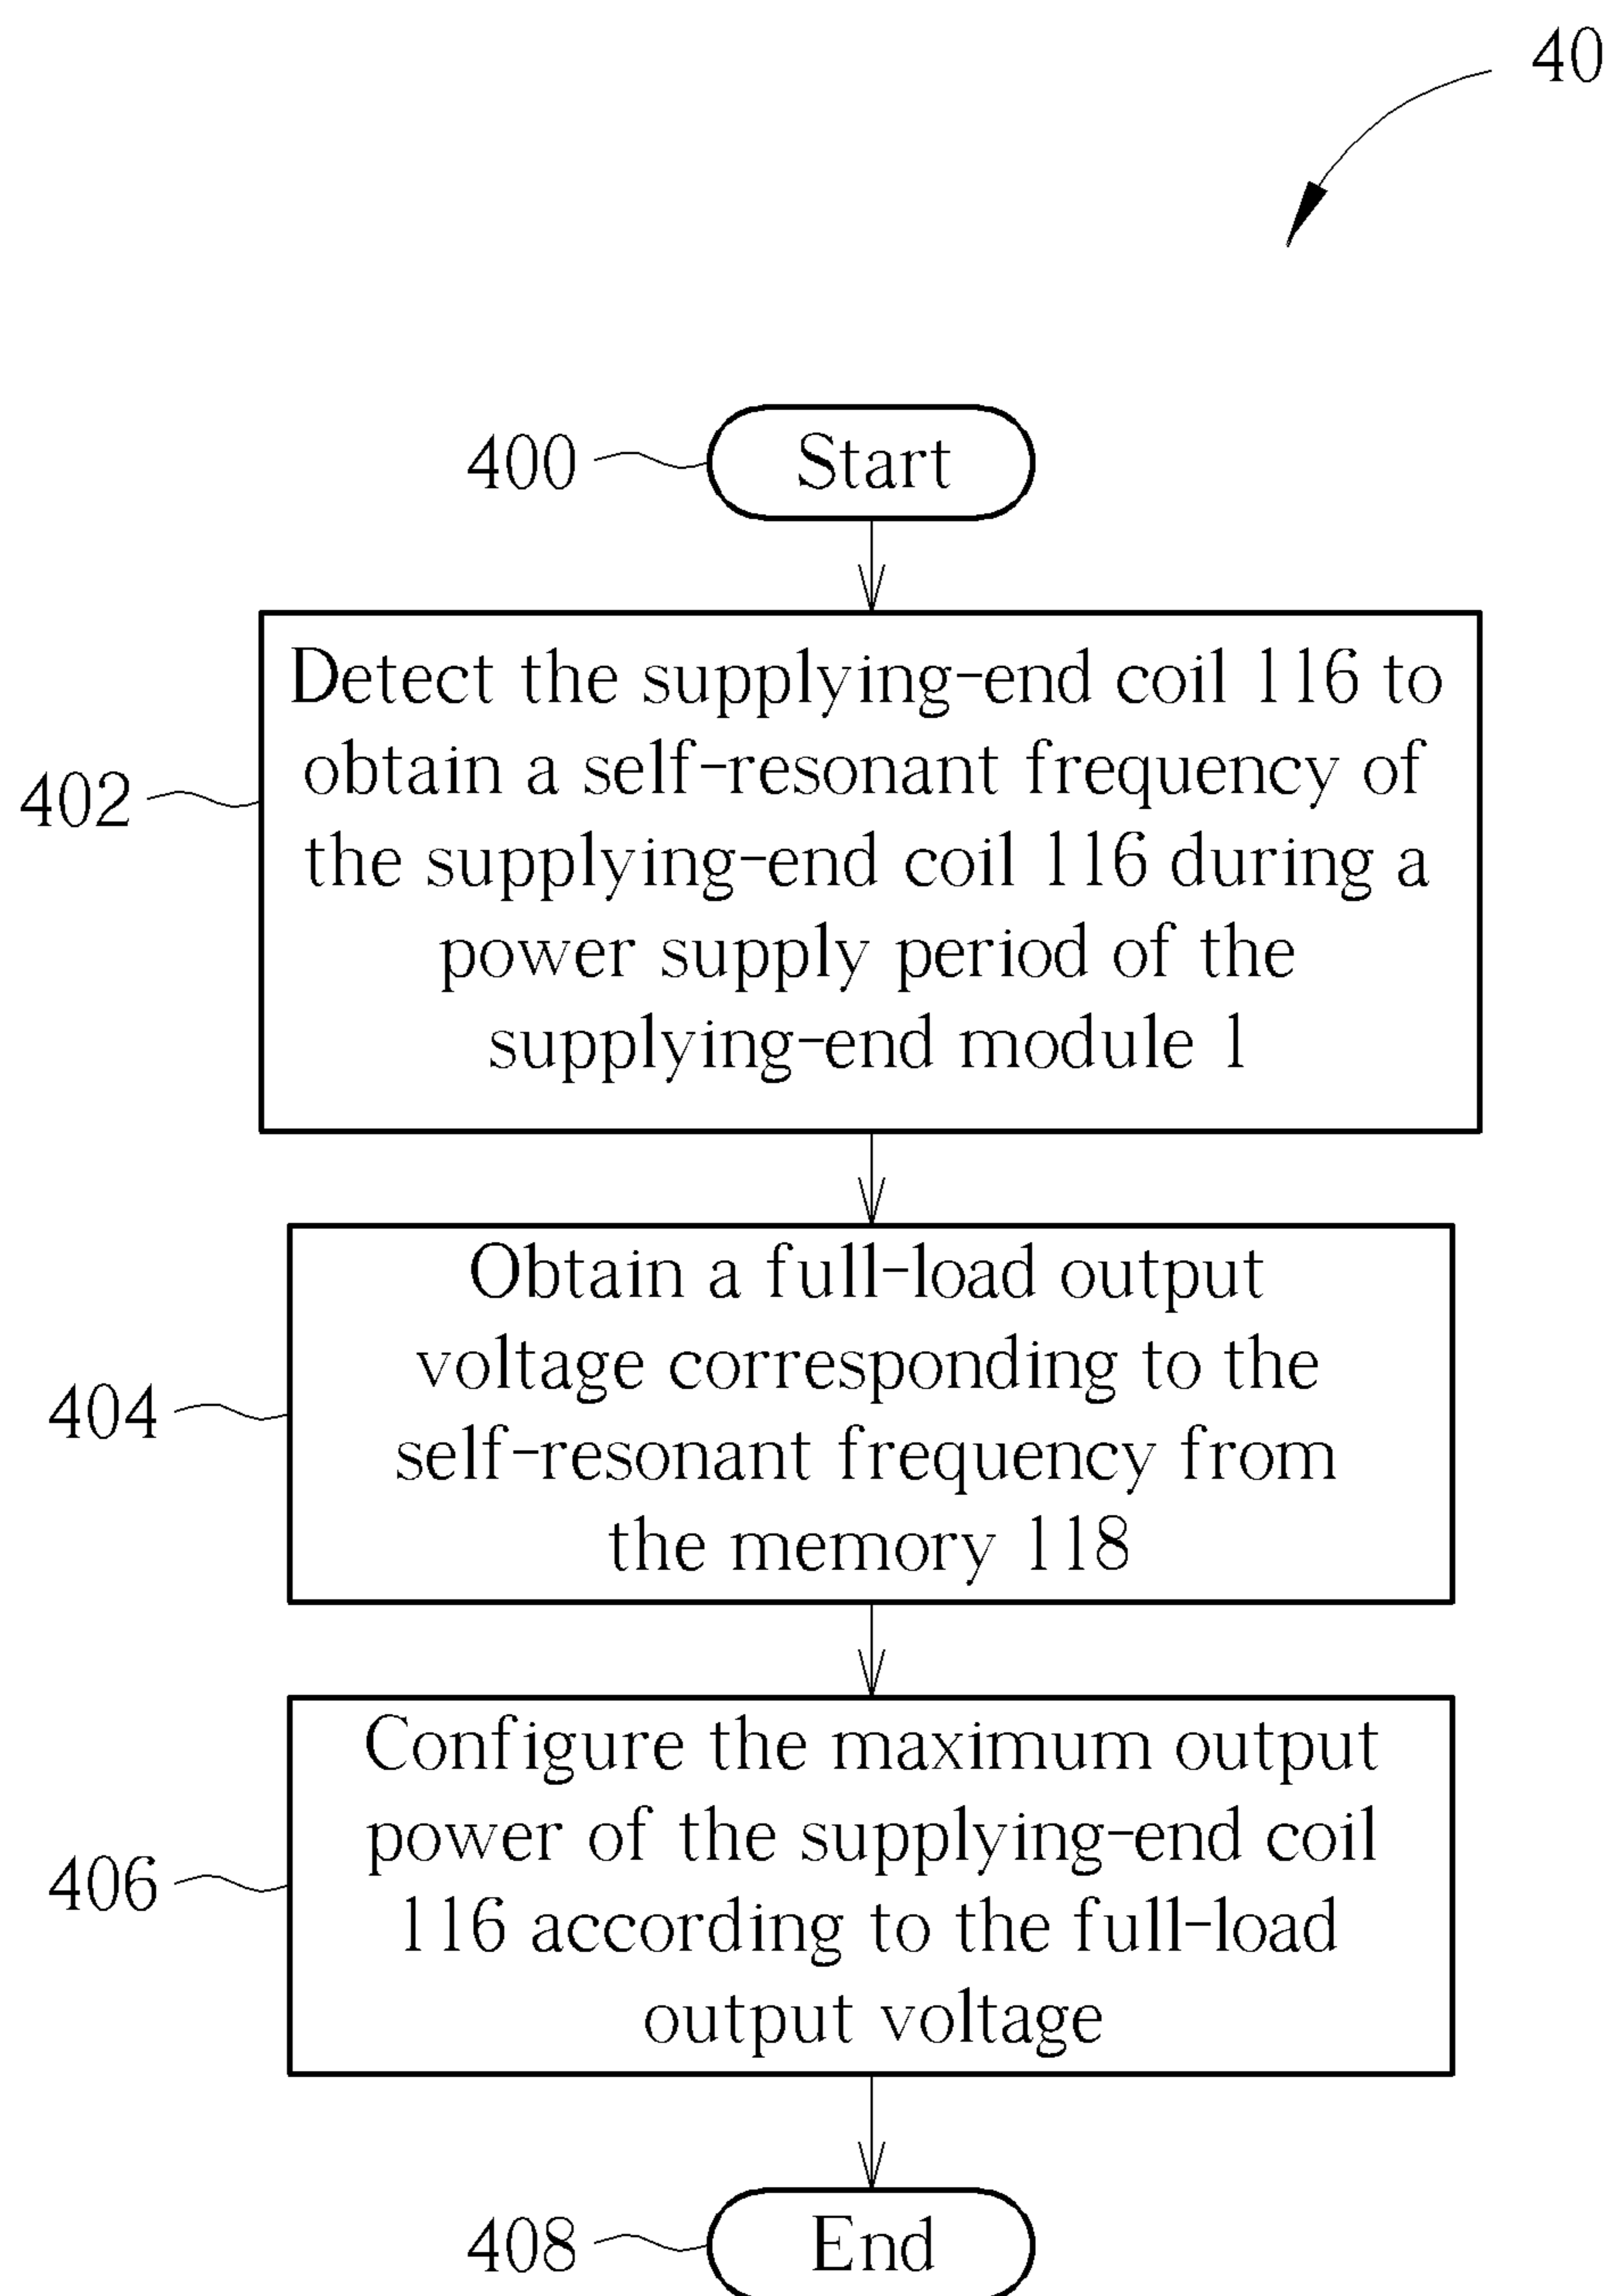 40
400
Start
402
Detect the supplying-end coil 116 to
obtain a self-resonant frequency of
the supplying-end coil 116 during a
power supply period of the
supplying-end module 1
404
Obtain a full-load output
voltage corresponding to the
self-resonant frequency from
the memory 118
406
Configure the maximum output
power of the supplying-end coil
116 according to the full-load
output voltage
408
End